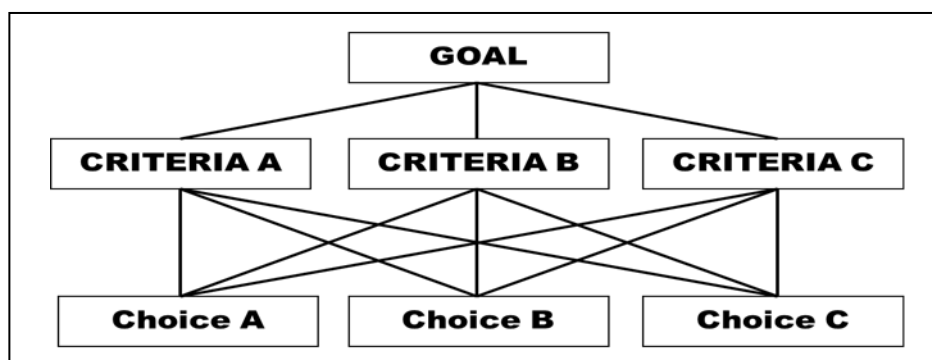 GOAL
CRITERIA A
CRITERIA B
CRITERIA C
Choice A
Choice B
Choice C